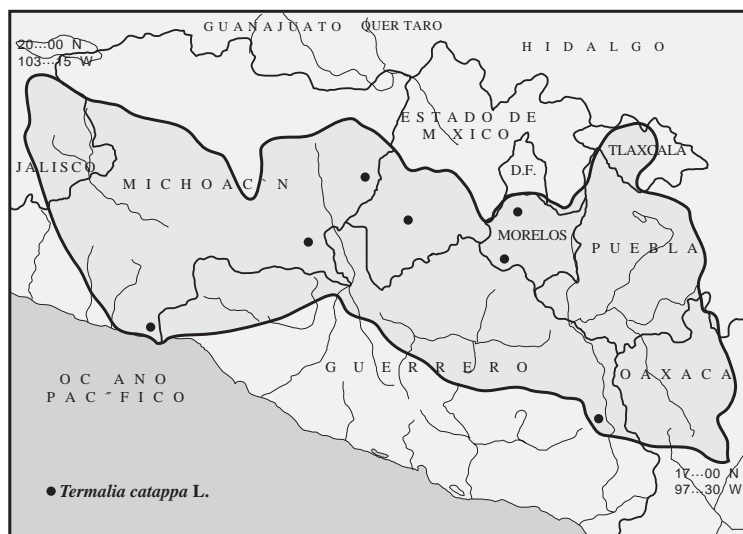 GUANAJUATO QUER TARO
20...00 N
103...15 W
HIDALGO
ESTADO DE
M XICO
TLAXCALA
JALISCO
D.F.
MICHOAC`N
MORELOS
PUEBLA
GUERRERO
OAXACA
OC ANO
PAC˝FICO
17...00 N
97...30 W
Termalia catappa L.